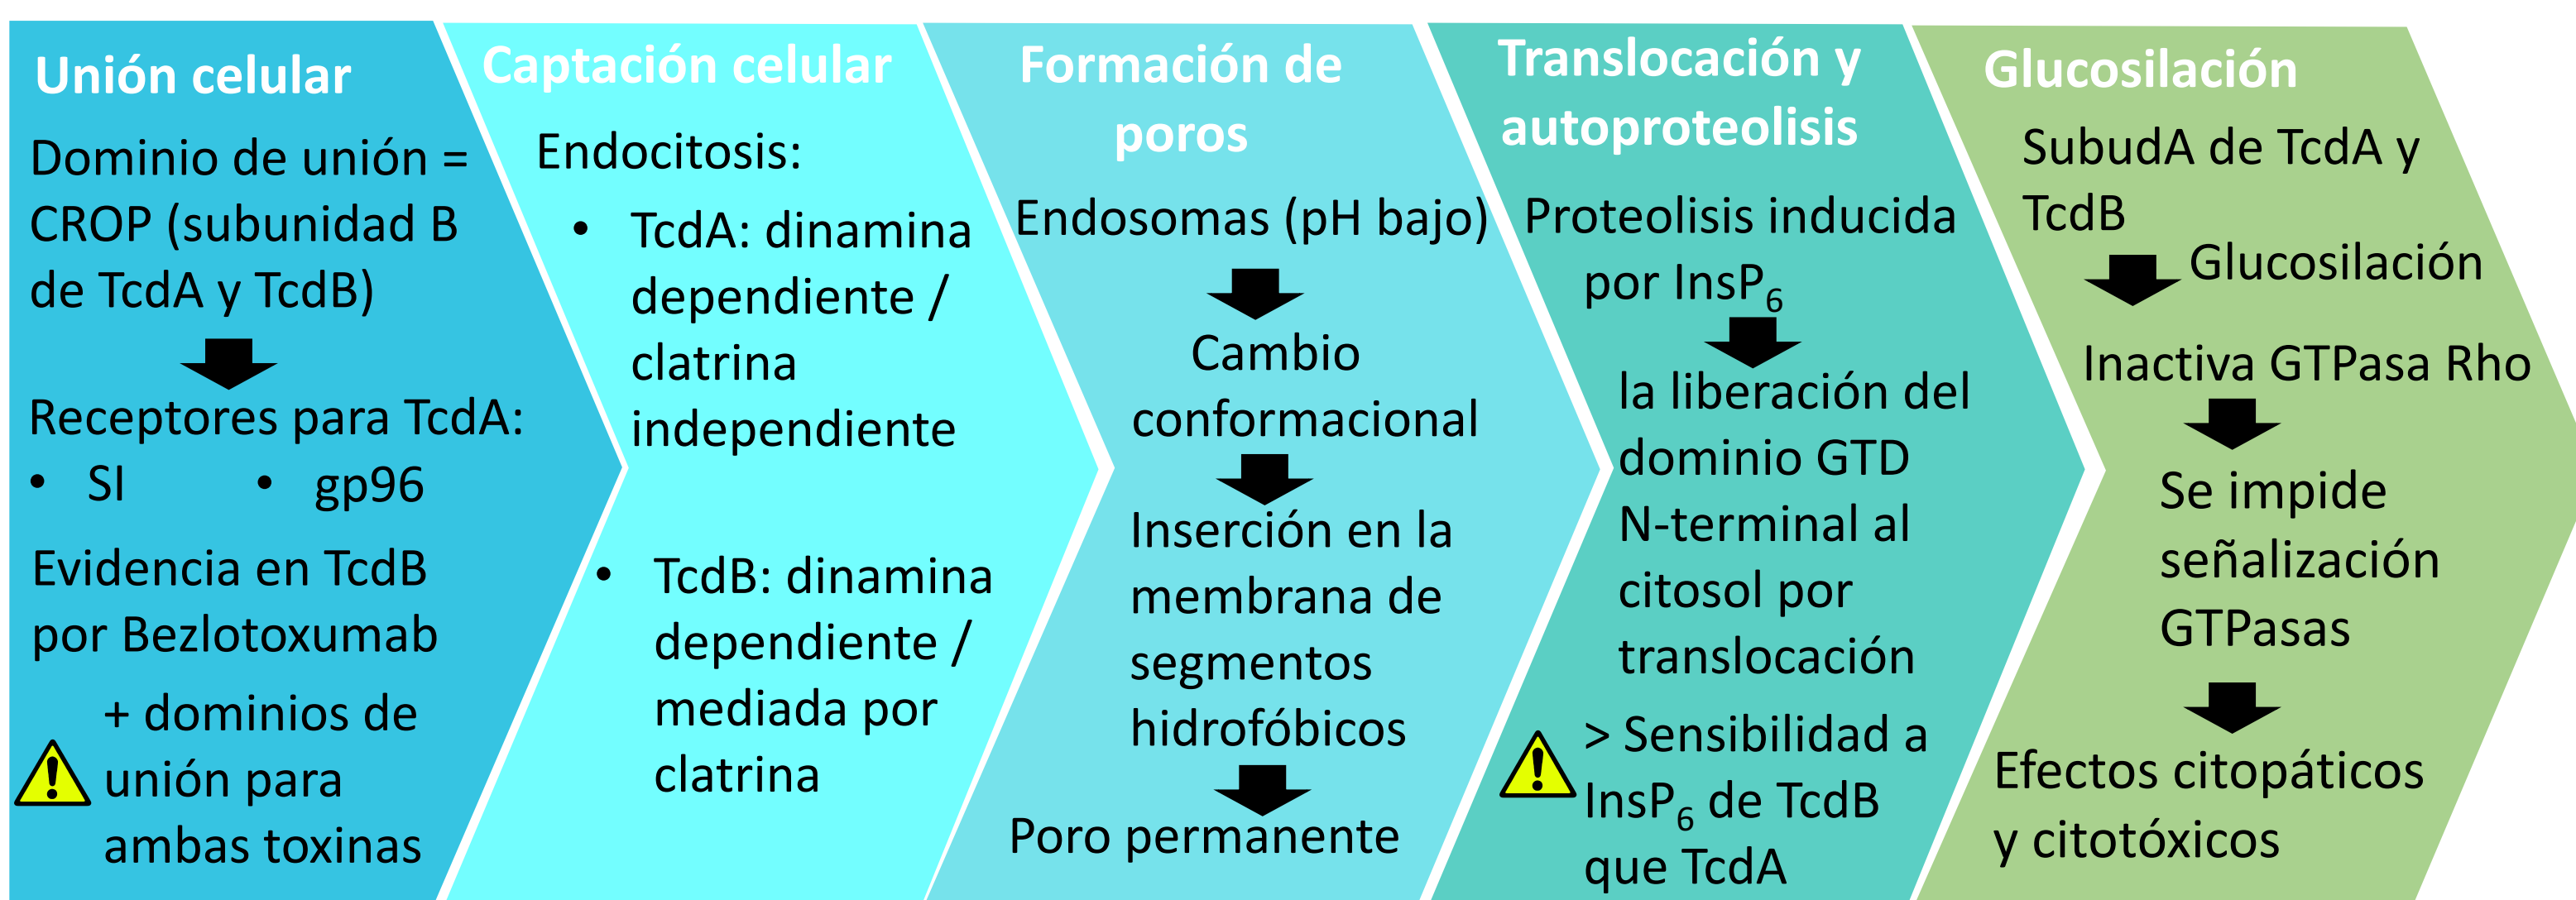 Unión celular
Dominio de unión =
CROP (subunidad B
de TcdA y TcdB)
Receptores para TcdA:
• SI • gp96
Evidencia en TcdB
por Bezlotoxumab
+ dominios de
unión para
ambas toxinas
Captación celular
Endocitosis:
• TcdA: dinamina
dependiente /
clatrina
independiente
• TcdB: dinamina
dependiente /
mediada por
clatrina
Formación de
poros
Endosomas (pH bajo)
Cambio
conformacional
Inserción en la
membrana de
segmentos
hidrofóbicos
Poro permanente
Translocación y
autoproteolisis
Proteolisis inducida
por InsP₆
la liberación del
dominio GTD
N-terminal al
citosol por
translocación
> Sensibilidad a
InsP₆ de TcdB
que TcdA
Glucosilación
SubudA de TcdA y
TcdB
Glucosilación
Inactiva GTPasa Rho
Se impide
señalización
GTPasas
Efectos citopáticos
y citotóxicos